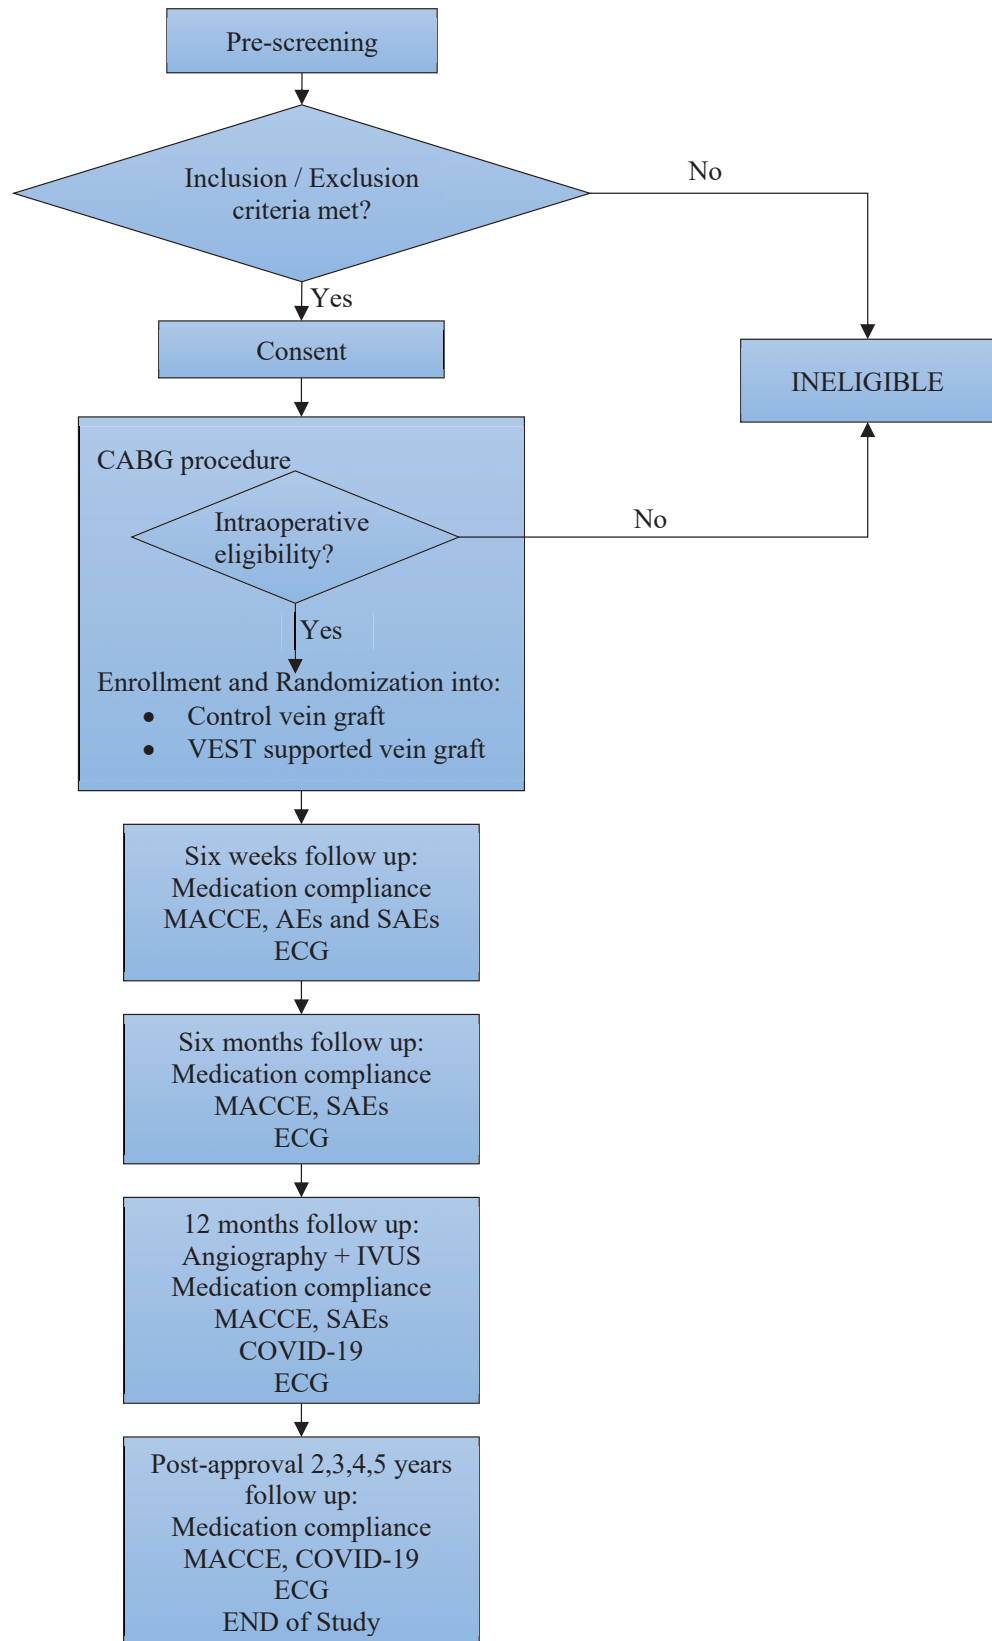 Pre-screening
Inclusion / Exclusion
criteria met?
No
Yes
Consent
INELIGIBLE
CABG procedure
Intraoperative
eligibility?
No
Yes
Enrollment and Randomization into:
• Control vein graft
• VEST supported vein graft
Six weeks follow up:
Medication compliance
MACCE, AEs and SAEs
ECG
Six months follow up:
Medication compliance
MACCE, SAEs
ECG
12 months follow up:
Angiography + IVUS
Medication compliance
MACCE, SAEs
COVID-19
ECG
Post-approval 2,3,4,5 years
follow up:
Medication compliance
MACCE, COVID-19
ECG
END of Study